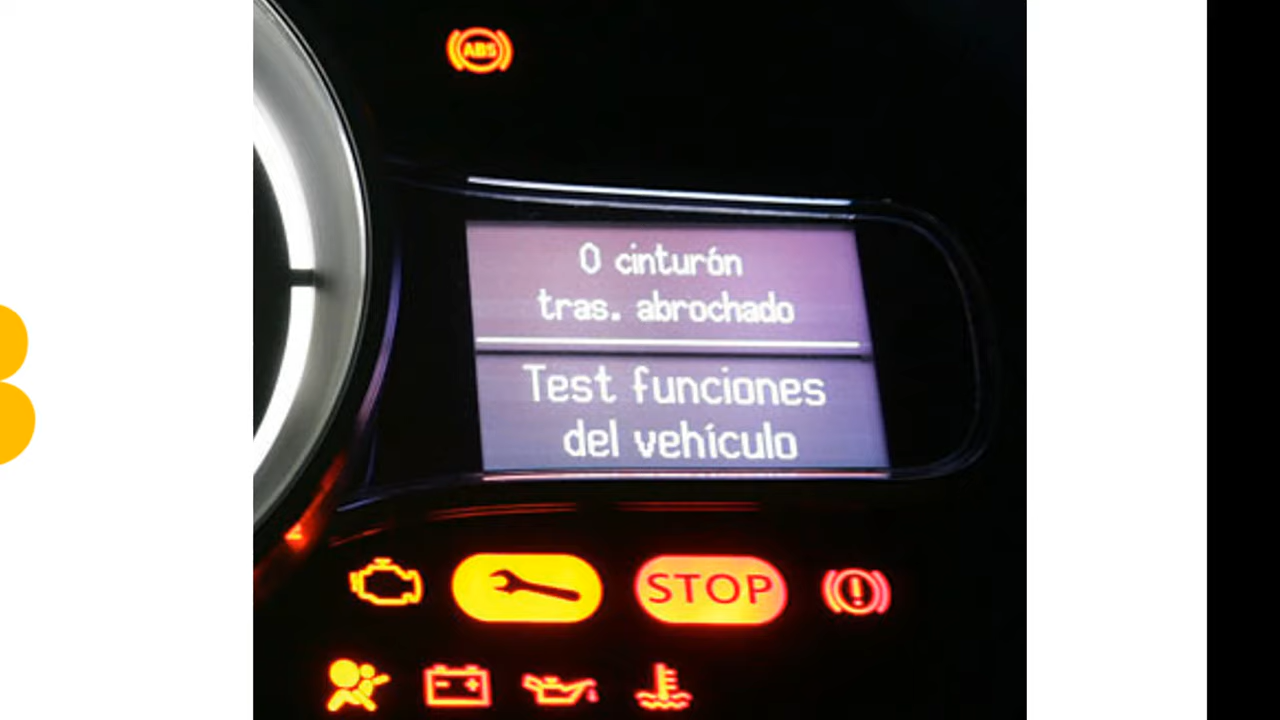 ABS
0 cinturón
tras. abrochado
Test funciones
del vehículo
STOP